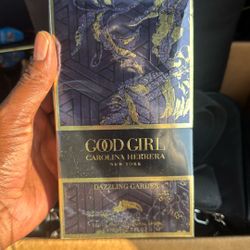 GOOD GIRL
CAROLINA HERRERA
NEW YORK
DAZZLING GARDEN